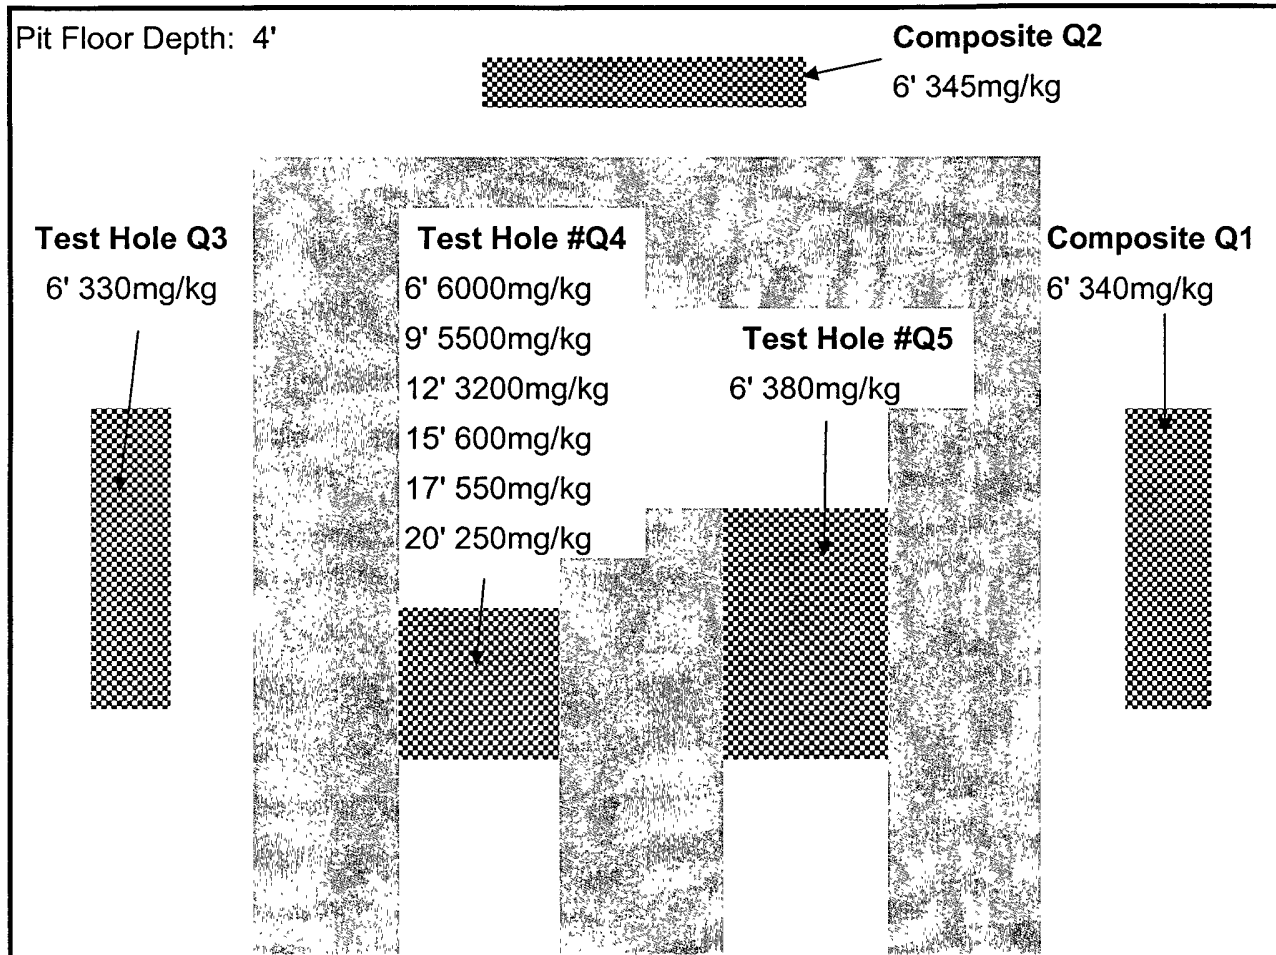 Pit Floor Depth: 4'
Composite Q2
6' 345mg/kg
Test Hole Q3
6' 330mg/kg
Test Hole #Q4
6' 6000mg/kg
9' 5500mg/kg
12' 3200mg/kg
15' 600mg/kg
17' 550mg/kg
20' 250mg/kg
Test Hole #Q5
6' 380mg/kg
Composite Q1
6' 340mg/kg